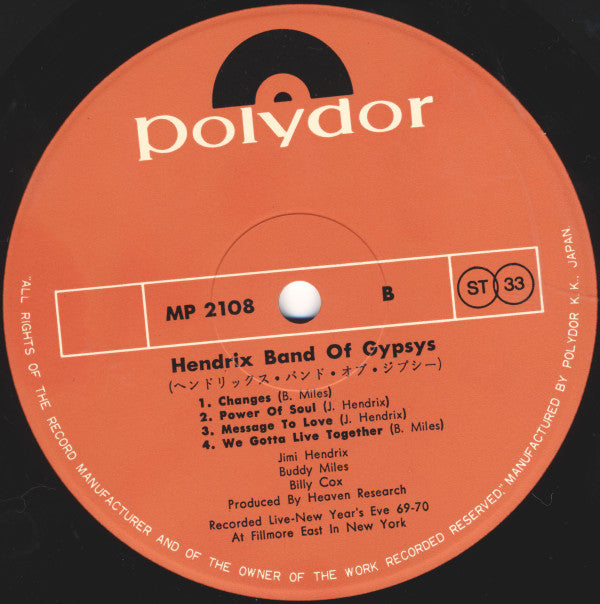 polydor
MP 2108
B
ST 33
Hendrix Band Of Gypsys
(ヘンドリックス・バンド・オブ・ジプシー)
1. Changes (B. Miles)
2. Power Of Soul (J. Hendrix)
3. Message To Love (J. Hendrix)
4. We Gotta Live Together (B. Miles)
Jimi Hendrix
Buddy Miles
Billy Cox
Produced By Heaven Research
Recorded Live-New Year's Eve 69-70
At Fillmore East In New York
"ALL RIGHTS OF THE RECORD MANUFACTURER AND OF THE OWNER OF THE WORK RECORDED RESERVED." MANUFACTURED BY POLYDOR K.K., JAPAN.